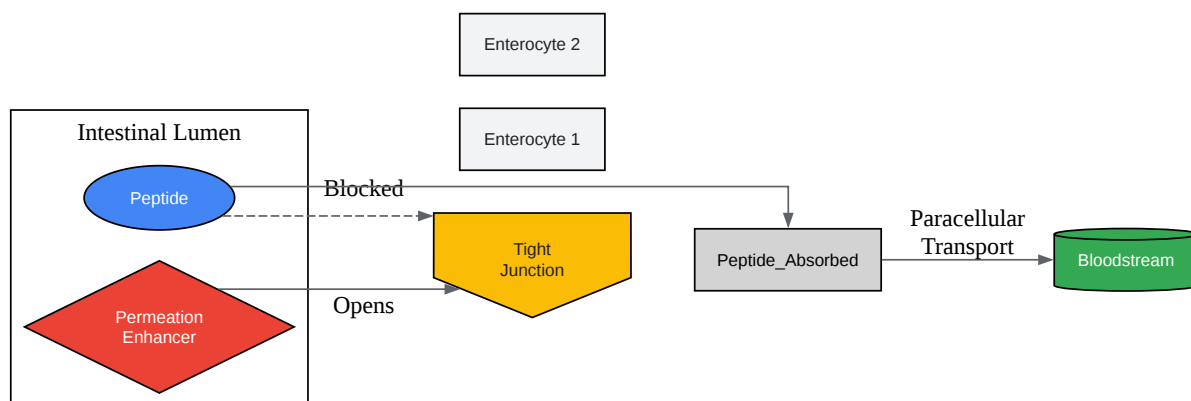 Enterocyte 2
Enterocyte 1
Intestinal Lumen
Peptide
Blocked
Tight
Junction
Permeation
Enhancer
Opens
Peptide_Absorbed
Paracellular
Transport
Bloodstream